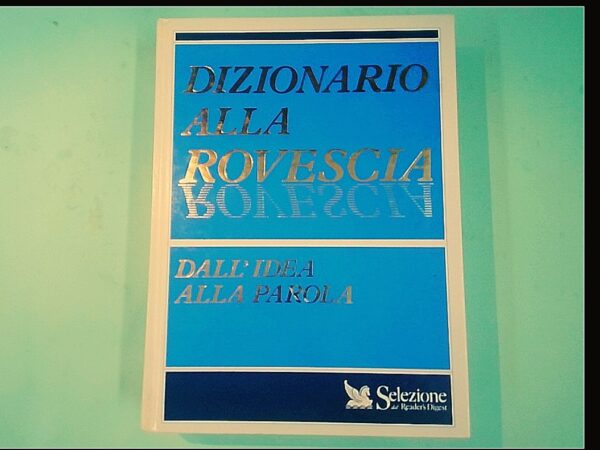 DIZIONARIO
ALLA
ROVESCIA
ROVESCIA
DALL'IDEA
ALLA PAROLA
Selezione
dal Reader's Digest